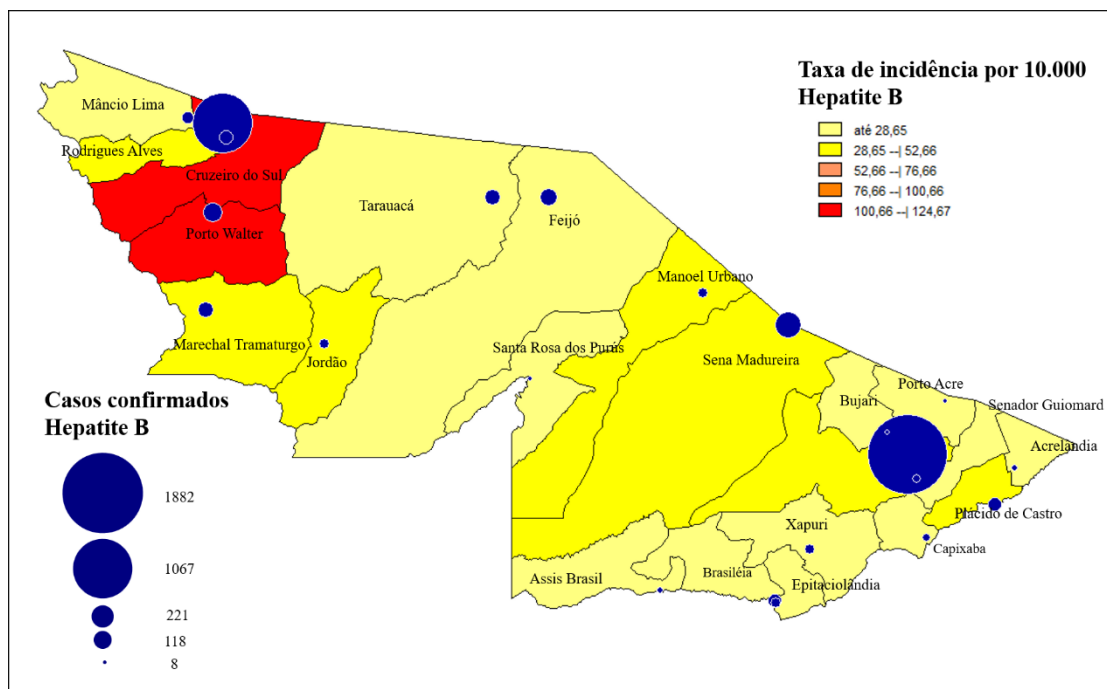 Taxa de incidência por 10.000
Hepatite B
até 28,65
28,65 --| 52,66
52,66 --| 76,66
76,66 --| 100,66
100,66 --| 124,67
Mâncio Lima
Rodrigues Alves
Cruzeiro do Sul
Tarauacá
Feijó
Porto Walter
Manoel Urbano
Marechal Tramaturgo
Jordão
Santa Rosa dos Purús
Sena Madureira
Porto Acre
Bujari
Senador Guiomard
Acrelândia
Plácido de Castro
Xapuri
Capixaba
Assis Brasil
Brasiléia
Epitaciolândia
Casos confirmados
Hepatite B
1882
1067
221
118
8